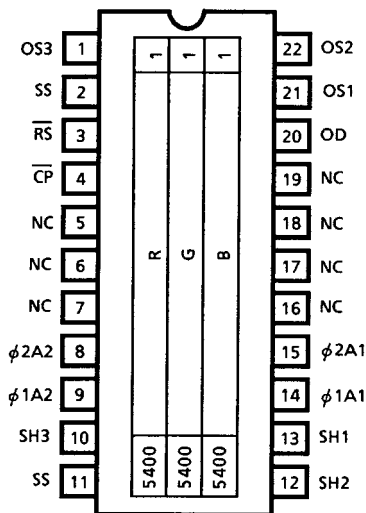 OS3 1 1 1 1 22 OS2
SS 2 21 OS1
R̅S̅ 3 20 OD
C̅P̅ 4 19 NC
NC 5 18 NC
R G B
NC 6 17 NC
NC 7 16 NC
φ2A2 8 15 φ2A1
φ1A2 9 14 φ1A1
SH3 10 13 SH1
5400 5400 5400
SS 11 12 SH2